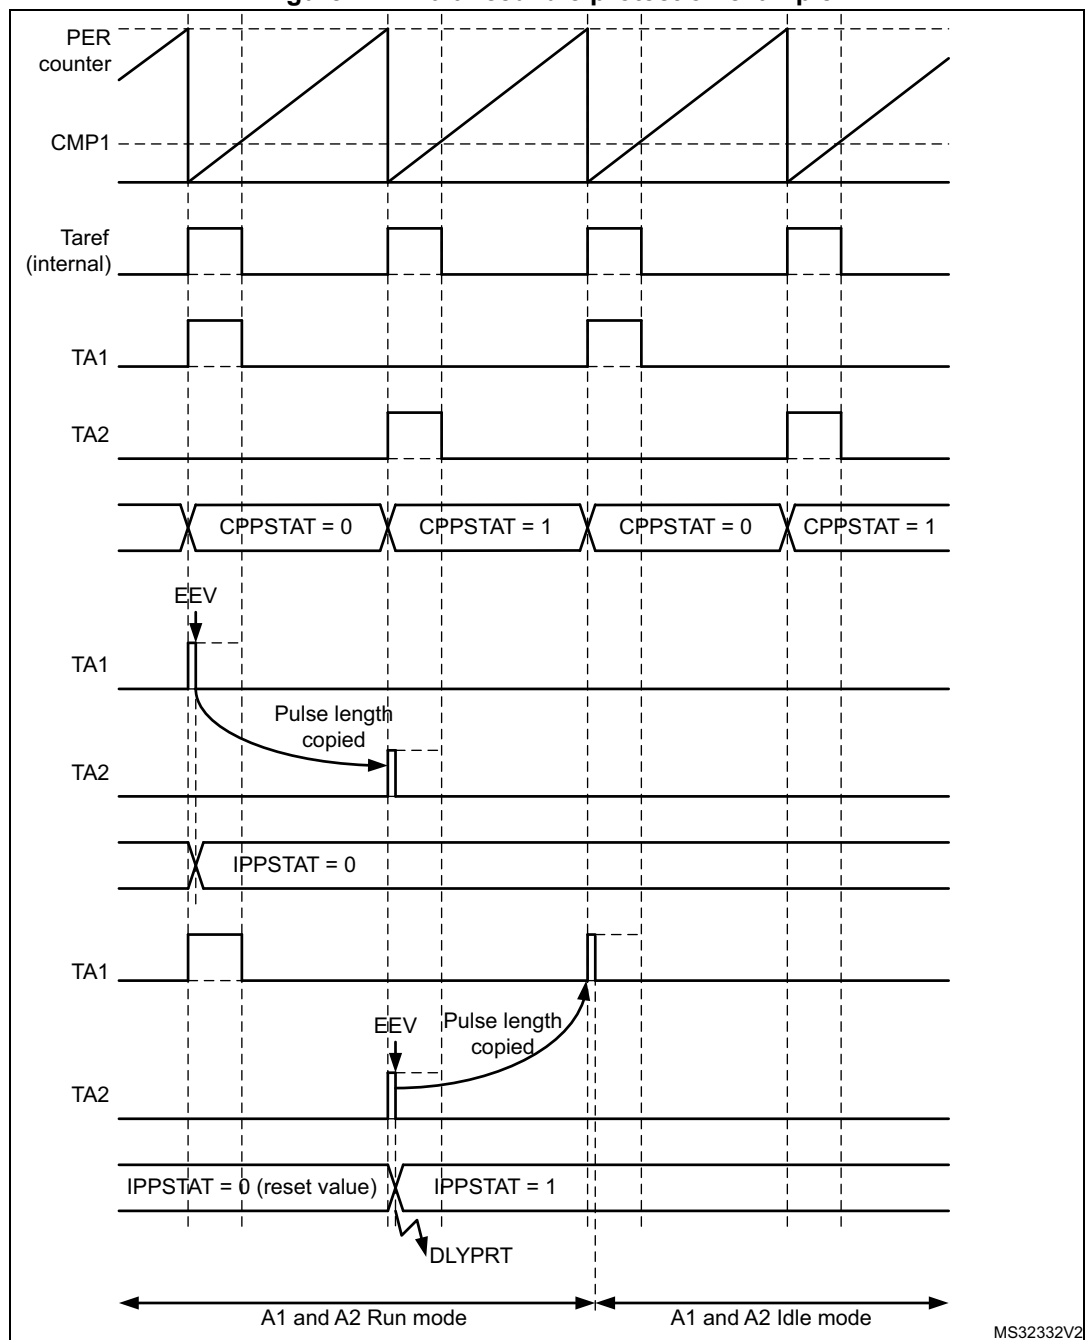 PER
counter
CMP1
Taref
(internal)
TA1
TA2
CPPSTAT = 0
CPPSTAT = 1
CPPSTAT = 0
CPPSTAT = 1
EEV
TA1
Pulse length
copied
TA2
IPPSTAT = 0
TA1
EEV
Pulse length
copied
TA2
IPPSTAT = 0 (reset value)
IPPSTAT = 1
DLYPRT
A1 and A2 Run mode
A1 and A2 Idle mode
MS32332V2